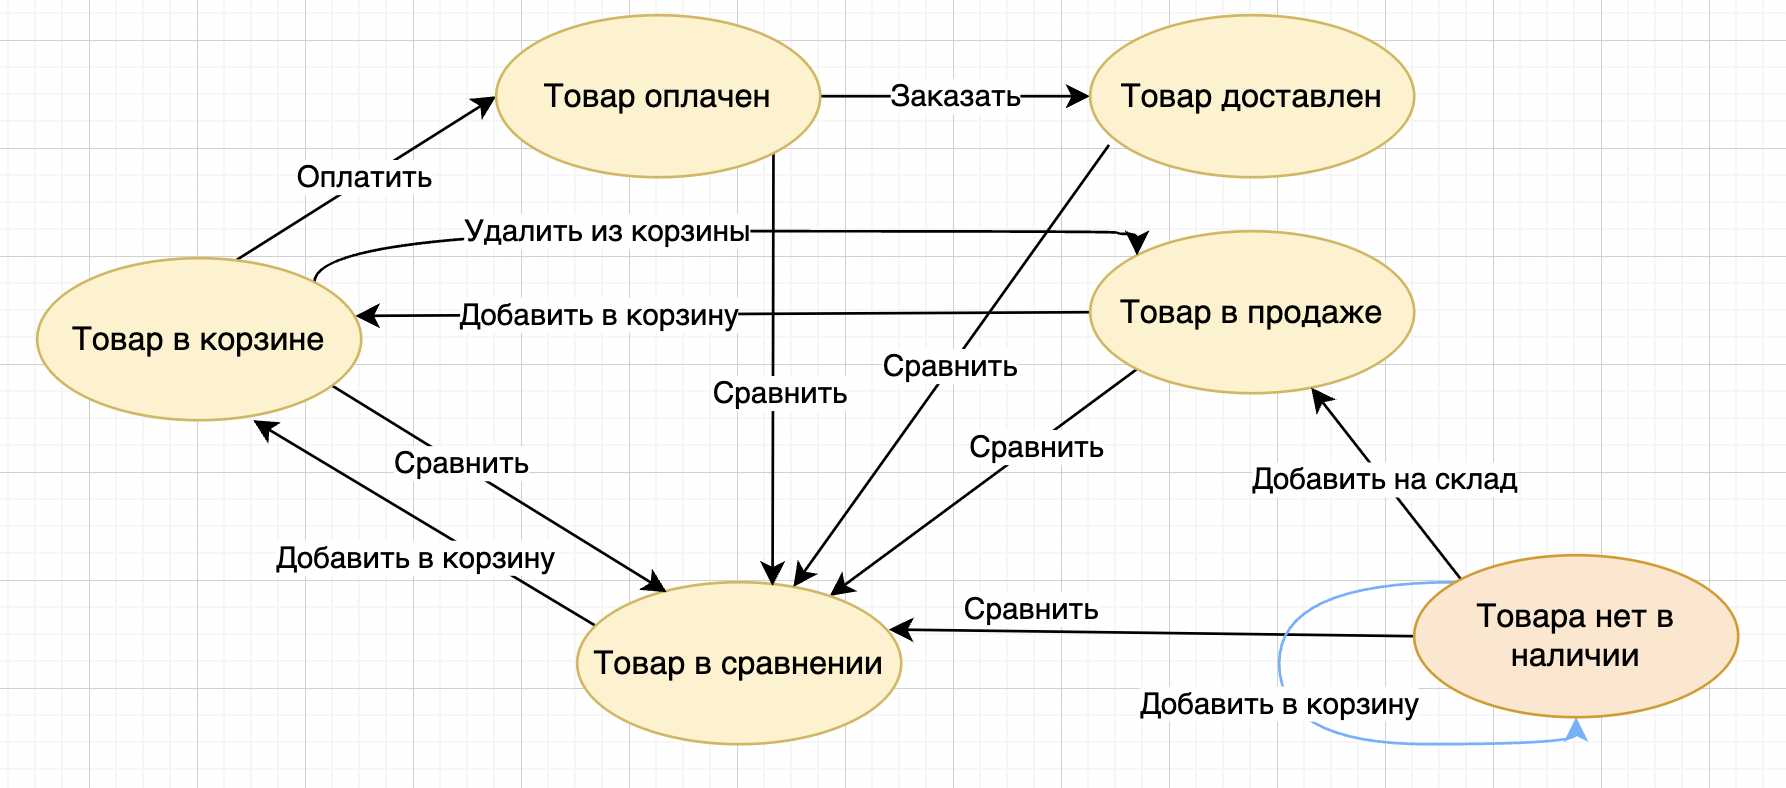 Товар оплачен
Заказать
Товар доставлен
Оплатить
Удалить из корзины
Добавить в корзину
Товар в продаже
Товар в корзине
Сравнить
Сравнить
Сравнить
Сравнить
Добавить на склад
Добавить в корзину
Сравнить
Товара нет в
наличии
Товар в сравнении
Добавить в корзину